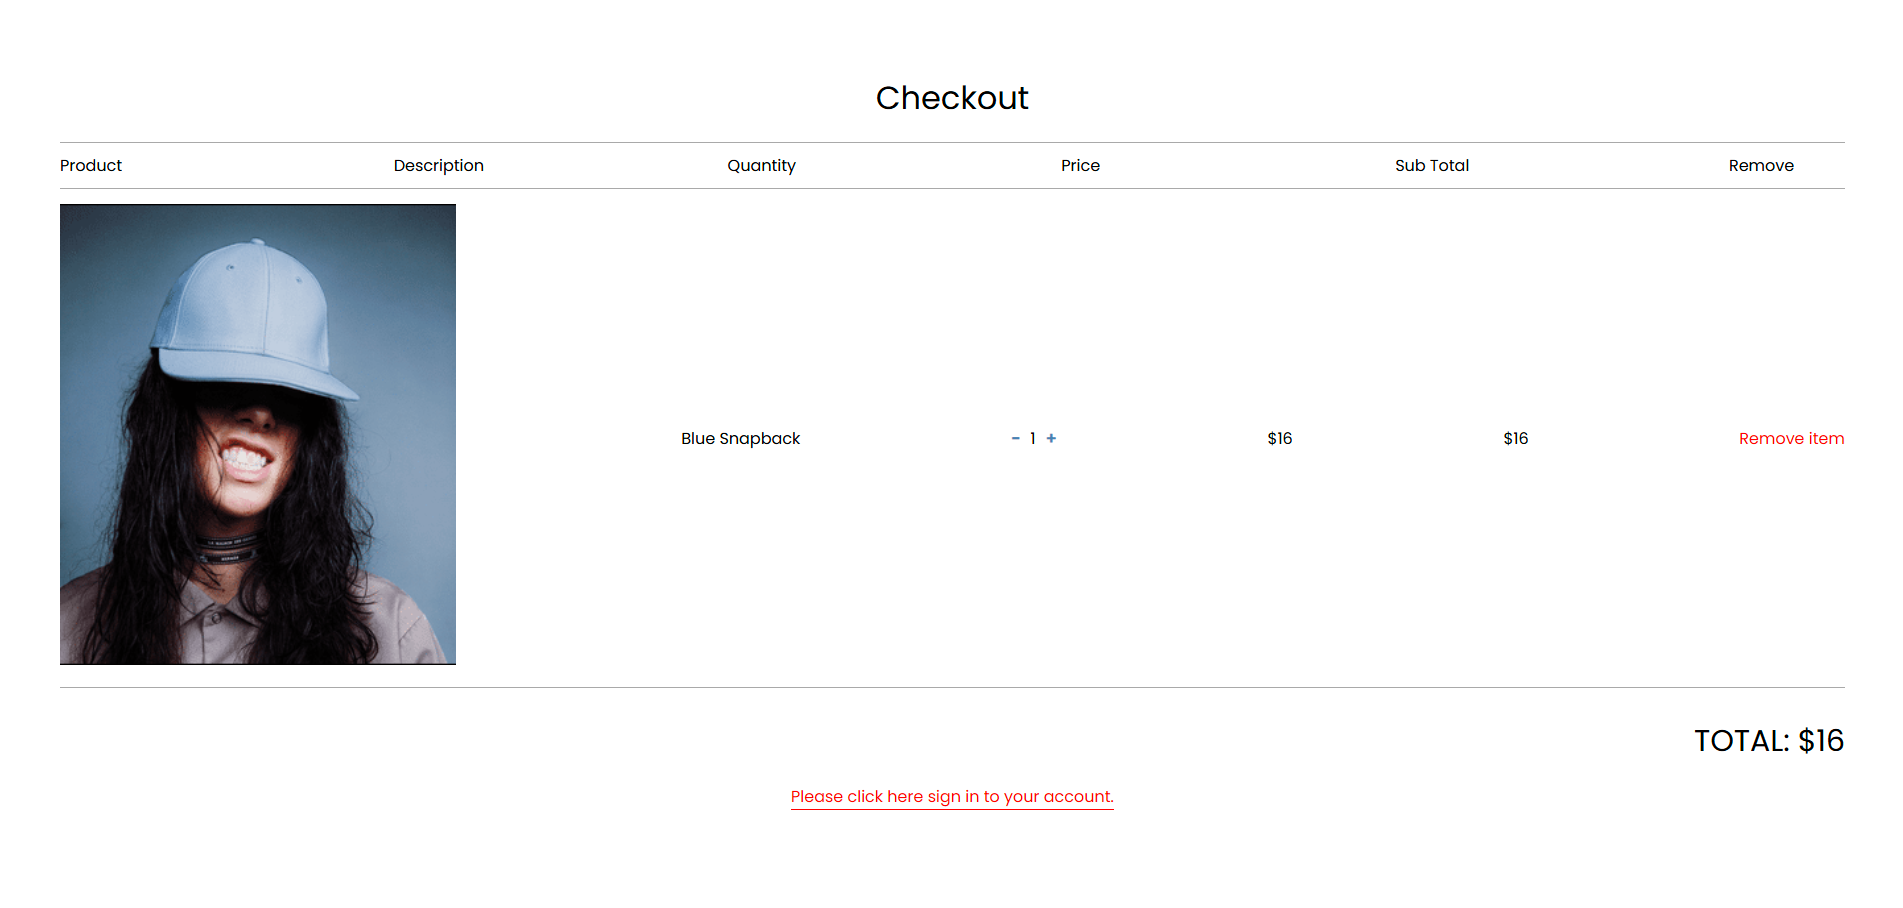 Checkout
Product Description Quantity Price Sub Total Remove
Blue Snapback - 1 + $16 $16 Remove item
TOTAL: $16
Please click here sign in to your account.